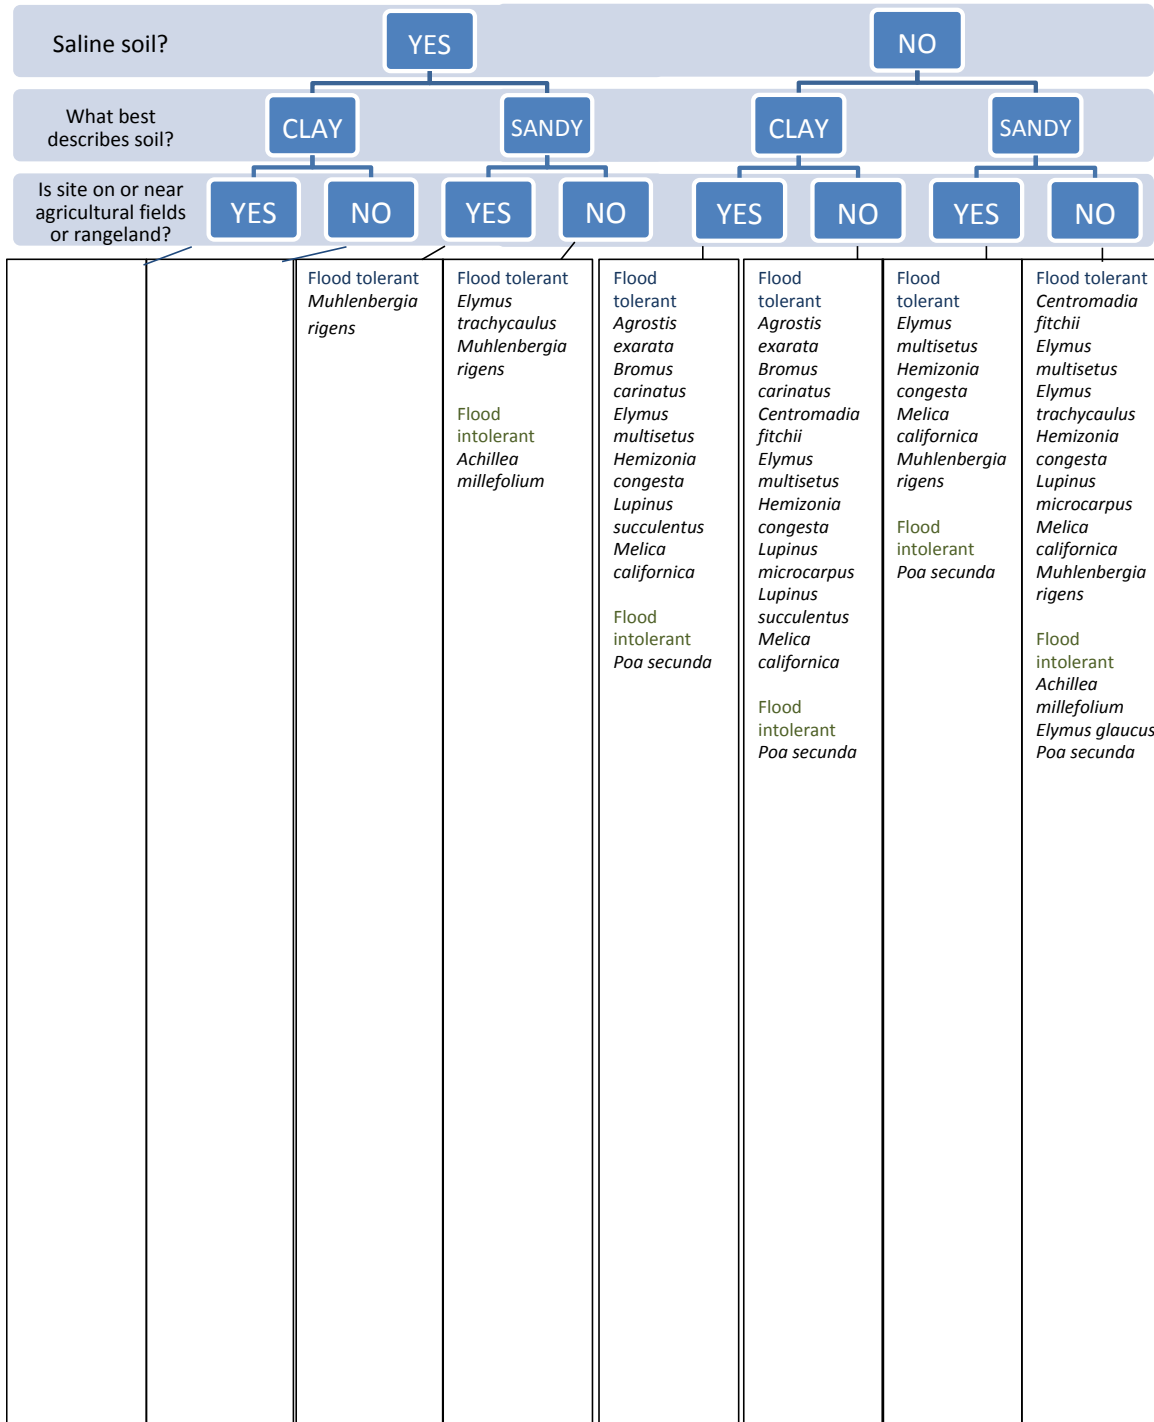 Saline soil?
YES
NO
What best
describes soil?
CLAY
SANDY
CLAY
SANDY
Is site on or near
agricultural fields
or rangeland?
YES
NO
YES
NO
YES
NO
YES
NO
Flood tolerant
Muhlenbergia
rigens
Flood tolerant
Elymus
trachycaulus
Muhlenbergia
rigens
Flood
intolerant
Achillea
millefolium
Flood
tolerant
Agrostis
exarata
Bromus
carinatus
Elymus
multisetus
Hemizonia
congesta
Lupinus
succulentus
Melica
californica
Flood
intolerant
Poa secunda
Flood
tolerant
Agrostis
exarata
Bromus
carinatus
Centromadia
fitchii
Elymus
multisetus
Hemizonia
congesta
Lupinus
microcarpus
Lupinus
succulentus
Melica
californica
Flood
intolerant
Poa secunda
Flood
tolerant
Elymus
multisetus
Hemizonia
congesta
Melica
californica
Muhlenbergia
rigens
Flood
intolerant
Poa secunda
Flood tolerant
Centromadia
fitchii
Elymus
multisetus
Elymus
trachycaulus
Hemizonia
congesta
Lupinus
microcarpus
Melica
californica
Muhlenbergia
rigens
Flood
intolerant
Achillea
millefolium
Elymus glaucus
Poa secunda